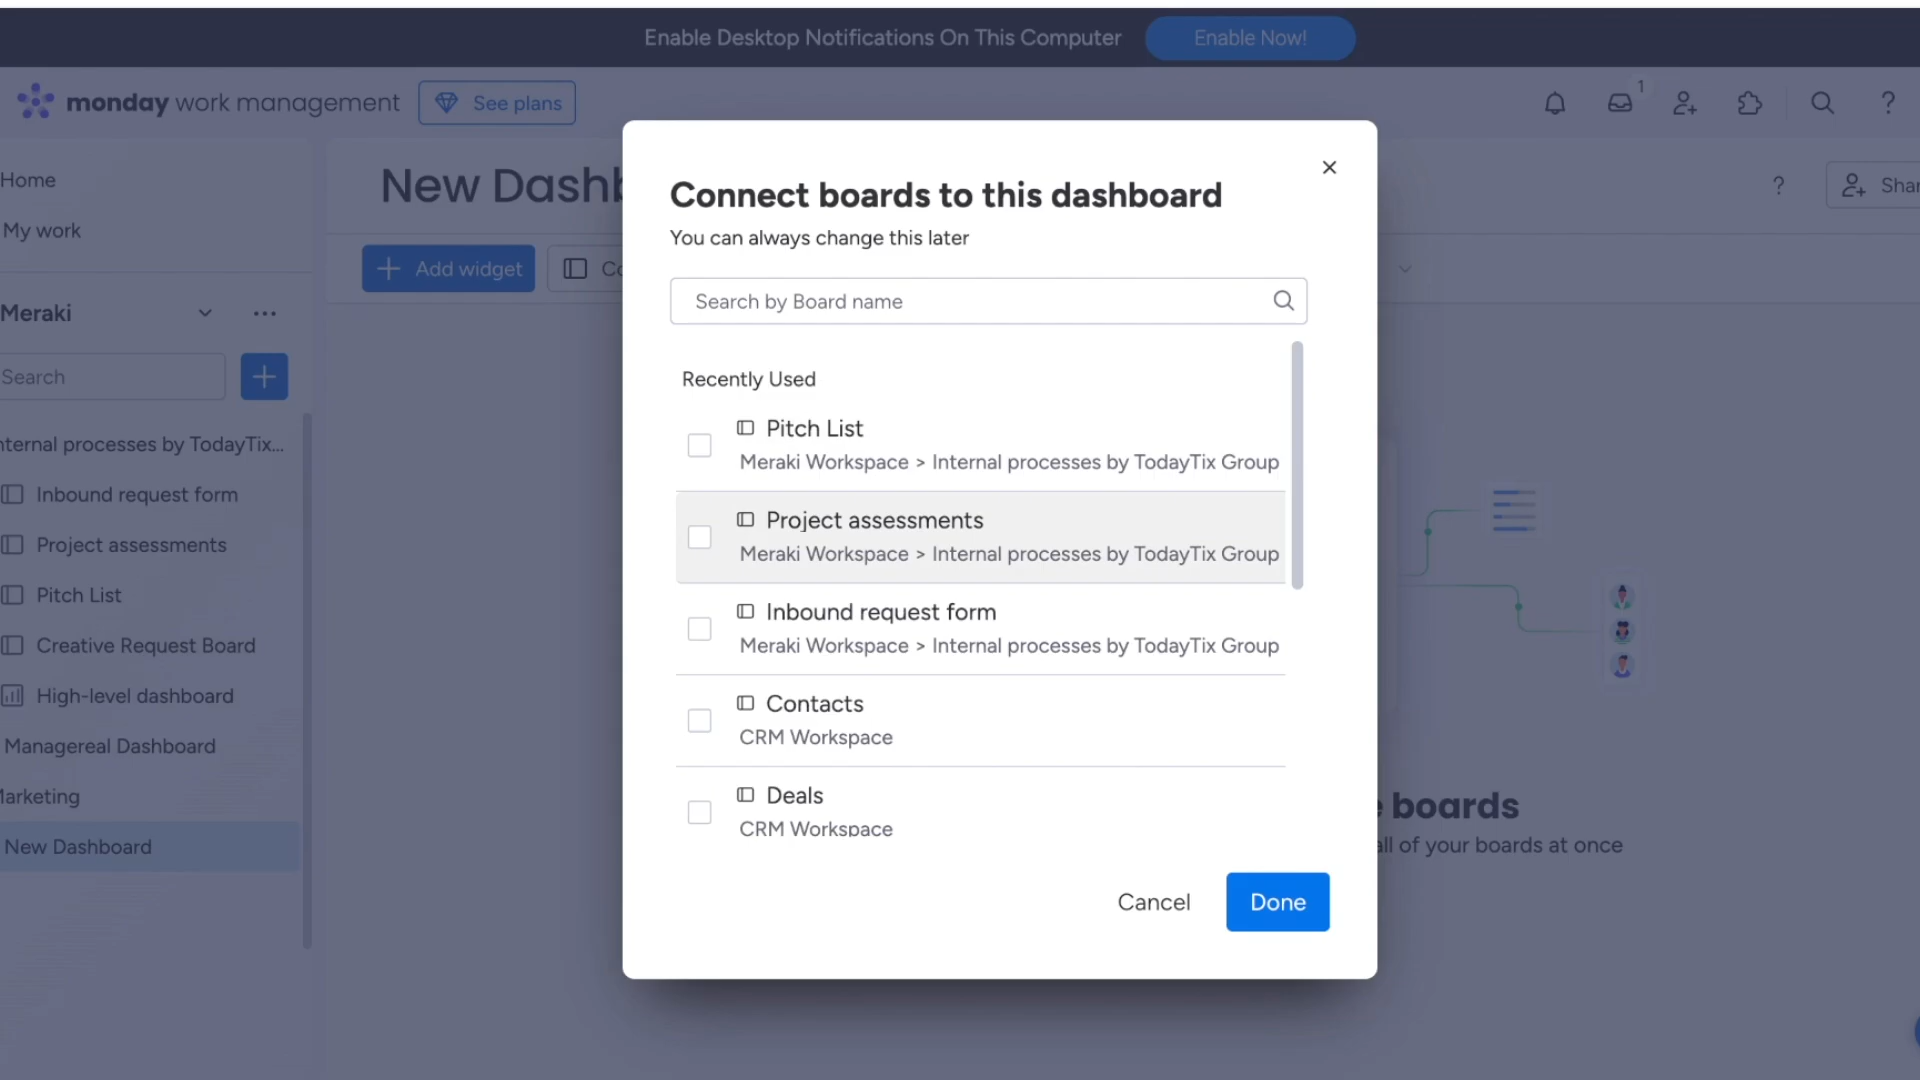 Enable Desktop Notifications On This Computer
Enable Now!
monday work management
See plans
1
?
Home
My work
New Dashb
?
Shar
Add widget
Co
Meraki
Search
nternal processes by TodayTix...
Inbound request form
Project assessments
Pitch List
Creative Request Board
High-level dashboard
Managereal Dashboard
Marketing
New Dashboard
Connect boards to this dashboard
You can always change this later
Search by Board name
Recently Used
Pitch List
Meraki Workspace > Internal processes by TodayTix Group
Project assessments
Meraki Workspace > Internal processes by TodayTix Group
Inbound request form
Meraki Workspace > Internal processes by TodayTix Group
Contacts
CRM Workspace
Deals
CRM Workspace
Cancel
Done
e boards
all of your boards at once